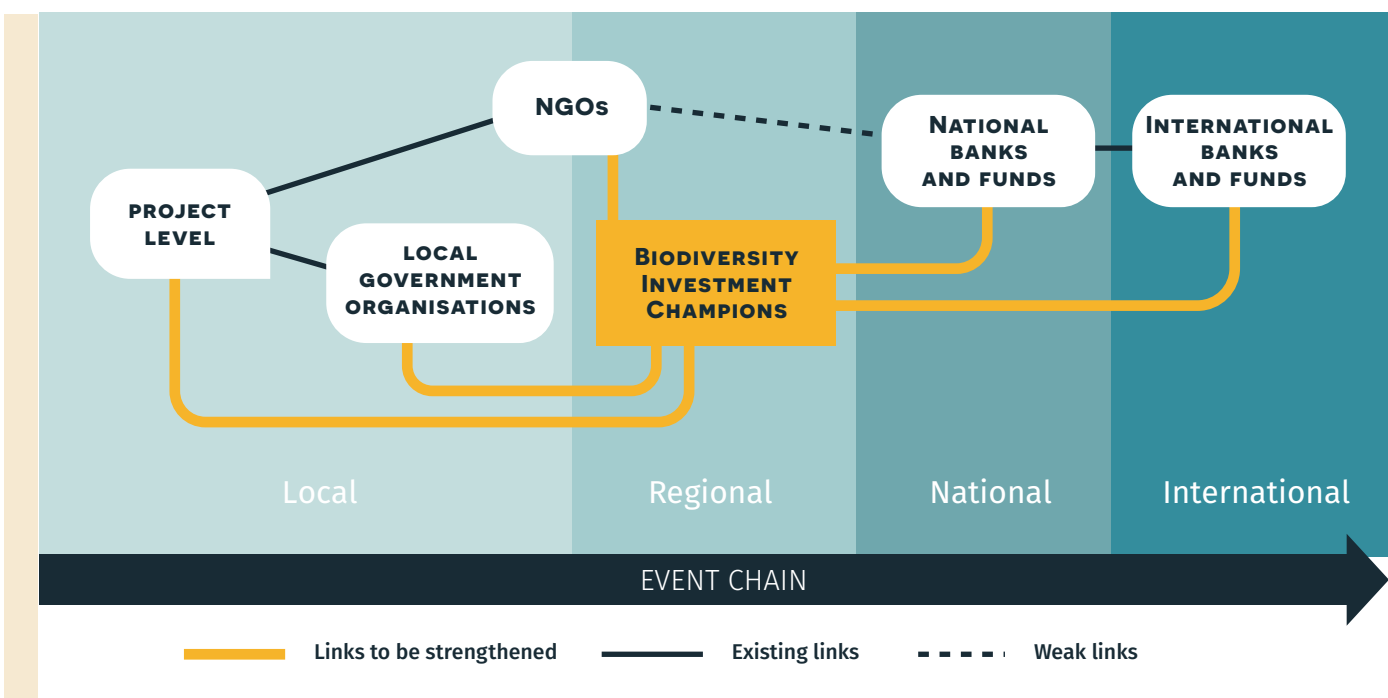 NGOs
NATIONAL
BANKS
AND FUNDS
INTERNATIONAL
BANKS
AND FUNDS
PROJECT
LEVEL
LOCAL
GOVERNMENT
ORGANISATIONS
BIODIVERSITY
INVESTMENT
CHAMPIONS
Local
Regional
National
International
EVENT CHAIN
Links to be strengthened
Existing links
Weak links